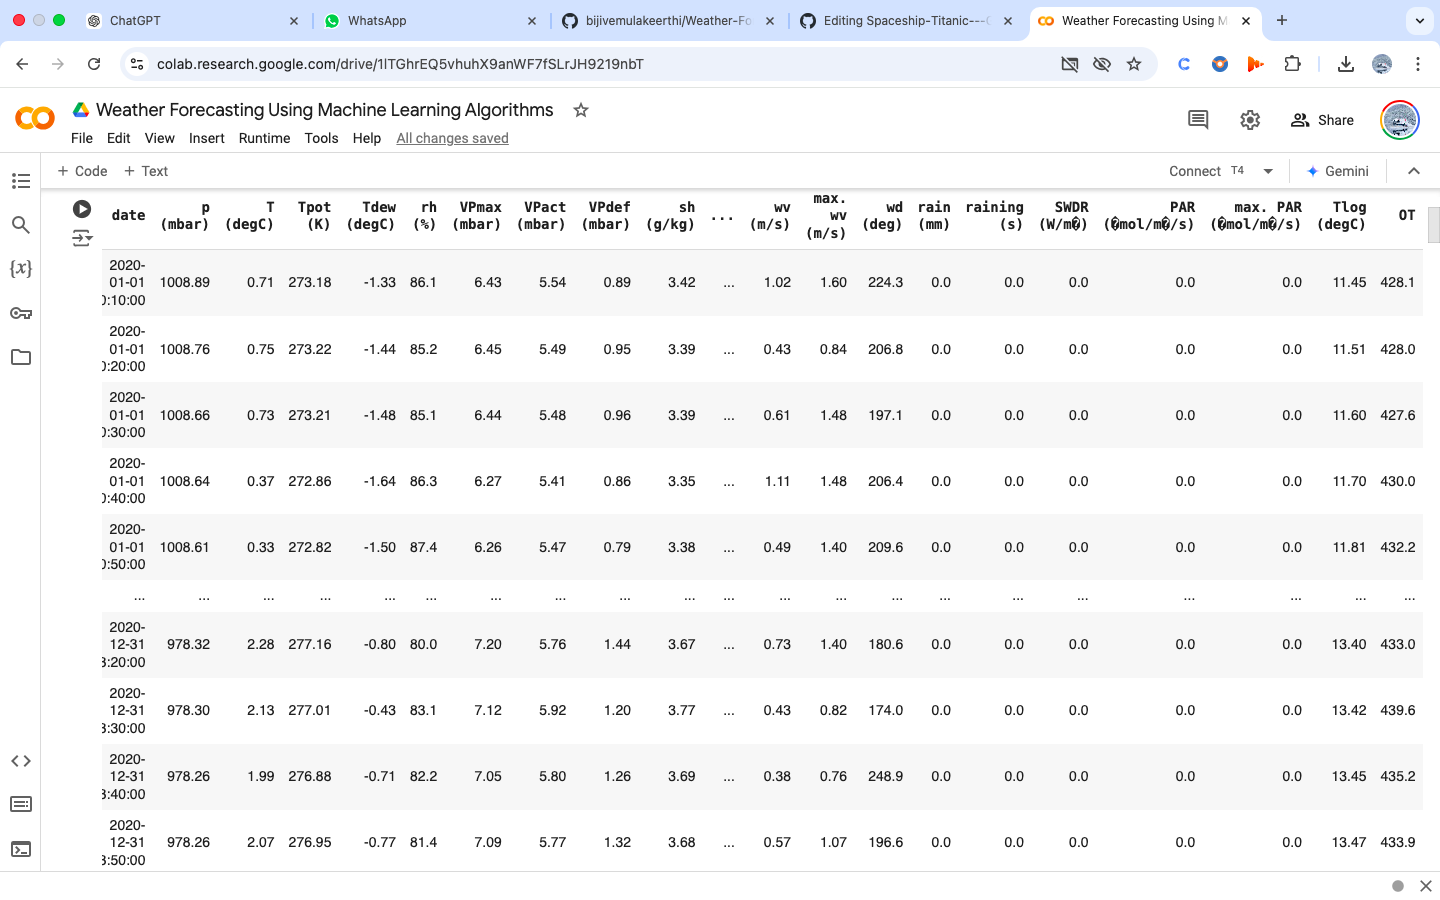 ChatGPT
WhatsApp
bijivemulakeerthi/Weather-Fo
Editing Spaceship-Titanic---
Weather Forecasting Using M
colab.research.google.com/drive/1lTGhrEQ5vhuhX9anWF7fSLrJH9219nbT
Weather Forecasting Using Machine Learning Algorithms
File Edit View Insert Runtime Tools Help All changes saved
Share
+ Code + Text
Connect T4
Gemini
date p (mbar) T (degC) Tpot (K) Tdew (degC) rh (%) VPmax (mbar) VPact (mbar) VPdef (mbar) sh (g/kg) ... wv (m/s) max. wv (m/s) wd (deg) rain (mm) raining (s) SWDR (W/m�) PAR (�mol/m�/s) max. PAR (�mol/m�/s) Tlog (degC) OT
2020-
01-01 1008.89 0.71 273.18 -1.33 86.1 6.43 5.54 0.89 3.42 ... 1.02 1.60 224.3 0.0 0.0 0.0 0.0 0.0 11.45 428.1
0:10:00
2020-
01-01 1008.76 0.75 273.22 -1.44 85.2 6.45 5.49 0.95 3.39 ... 0.43 0.84 206.8 0.0 0.0 0.0 0.0 0.0 11.51 428.0
0:20:00
2020-
01-01 1008.66 0.73 273.21 -1.48 85.1 6.44 5.48 0.96 3.39 ... 0.61 1.48 197.1 0.0 0.0 0.0 0.0 0.0 11.60 427.6
0:30:00
2020-
01-01 1008.64 0.37 272.86 -1.64 86.3 6.27 5.41 0.86 3.35 ... 1.11 1.48 206.4 0.0 0.0 0.0 0.0 0.0 11.70 430.0
0:40:00
2020-
01-01 1008.61 0.33 272.82 -1.50 87.4 6.26 5.47 0.79 3.38 ... 0.49 1.40 209.6 0.0 0.0 0.0 0.0 0.0 11.81 432.2
0:50:00
... ... ... ... ... ... ... ... ... ... ... ... ... ... ... ... ... ... ... ... ...
2020-
12-31 978.32 2.28 277.16 -0.80 80.0 7.20 5.76 1.44 3.67 ... 0.73 1.40 180.6 0.0 0.0 0.0 0.0 0.0 13.40 433.0
3:20:00
2020-
12-31 978.30 2.13 277.01 -0.43 83.1 7.12 5.92 1.20 3.77 ... 0.43 0.82 174.0 0.0 0.0 0.0 0.0 0.0 13.42 439.6
3:30:00
2020-
12-31 978.26 1.99 276.88 -0.71 82.2 7.05 5.80 1.26 3.69 ... 0.38 0.76 248.9 0.0 0.0 0.0 0.0 0.0 13.45 435.2
3:40:00
2020-
12-31 978.26 2.07 276.95 -0.77 81.4 7.09 5.77 1.32 3.68 ... 0.57 1.07 196.6 0.0 0.0 0.0 0.0 0.0 13.47 433.9
3:50:00